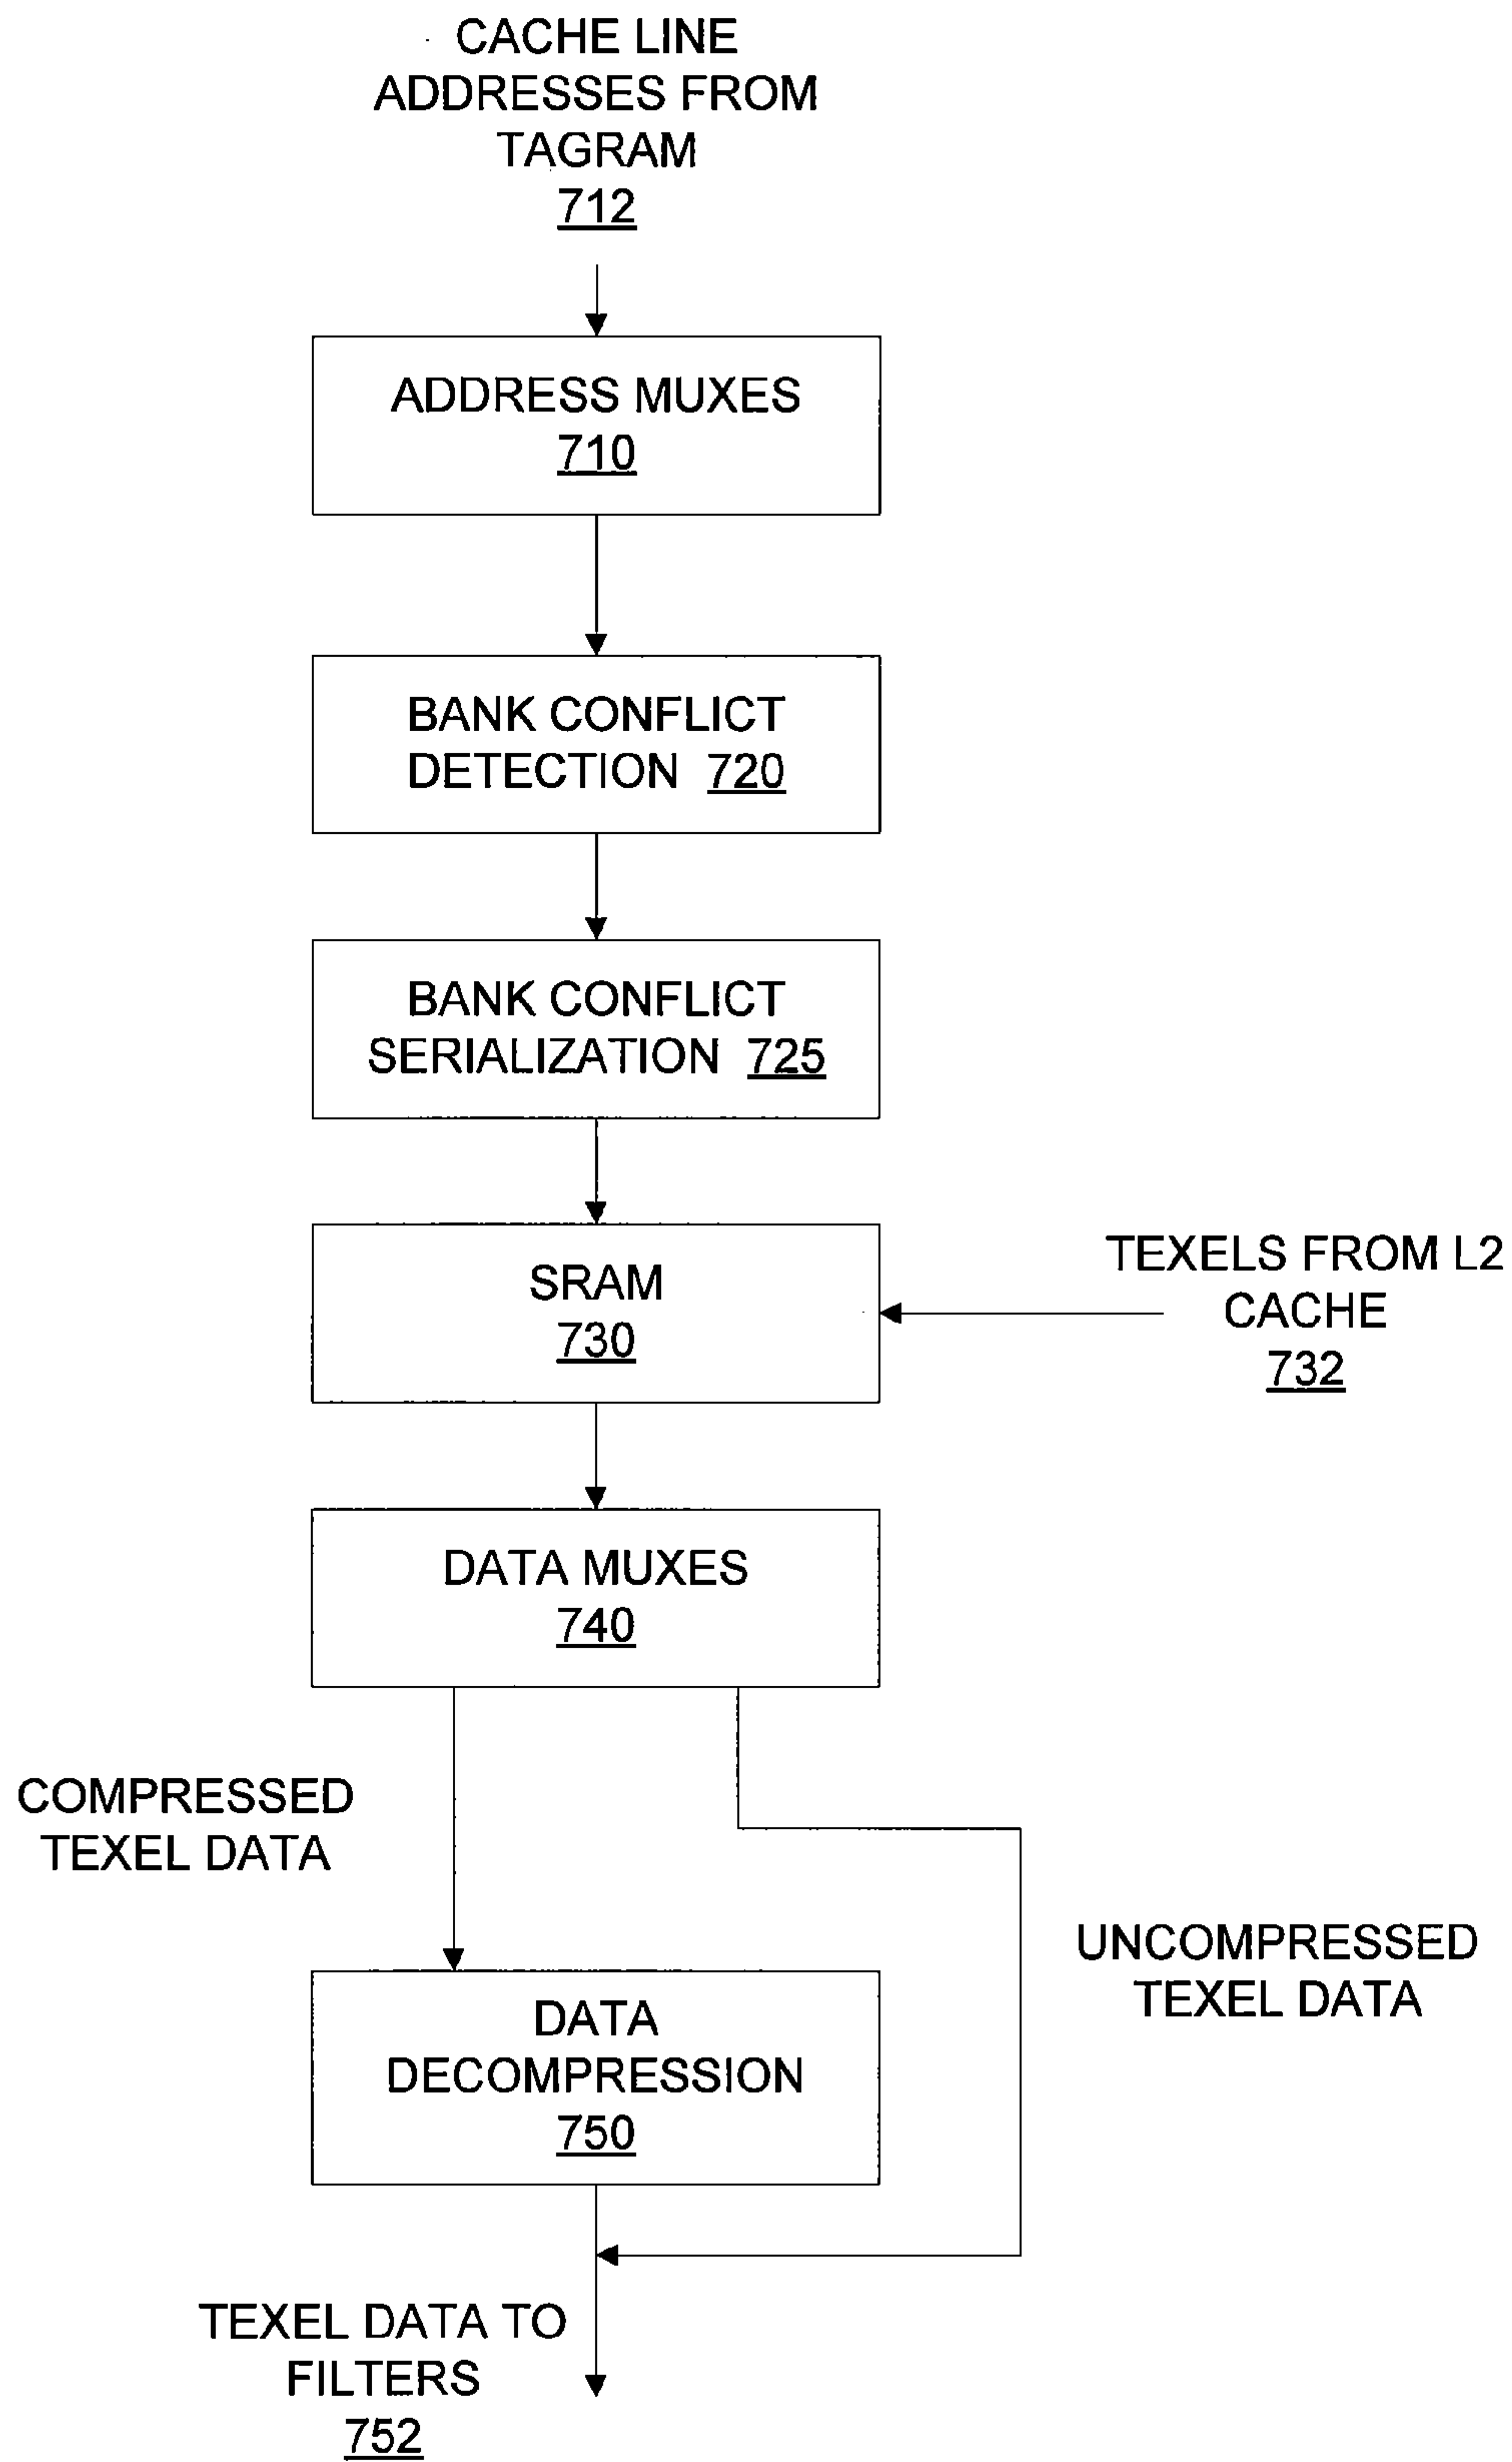 CACHE LINE
ADDRESSES FROM
TAGRAM
712
ADDRESS MUXES
710
BANK CONFLICT
DETECTION 720
BANK CONFLICT
SERIALIZATION 725
SRAM
730
TEXELS FROM L2
CACHE
732
DATA MUXES
740
COMPRESSED
TEXEL DATA
UNCOMPRESSED
TEXEL DATA
DATA
DECOMPRESSION
750
TEXEL DATA TO
FILTERS
752